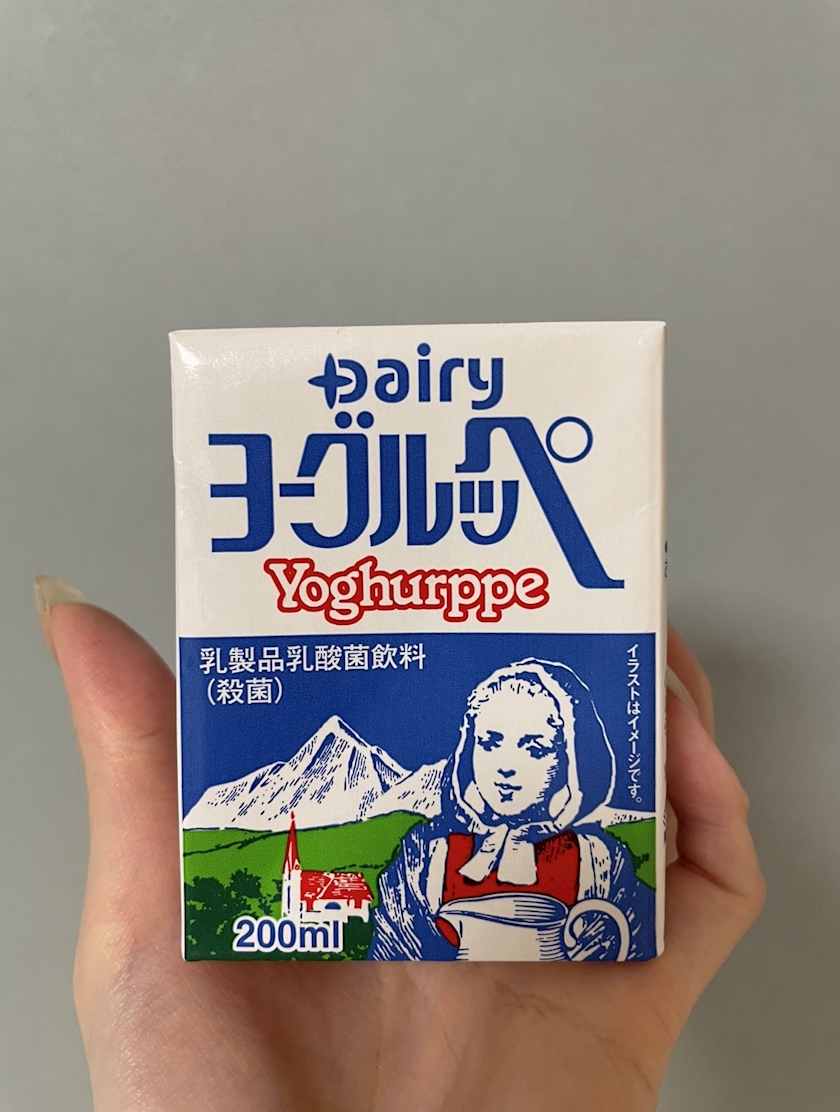 Dairy
ヨーグルッペ
Yoghurppe
乳製品乳酸菌飲料
（殺菌）
イラストはイメージです。
200ml